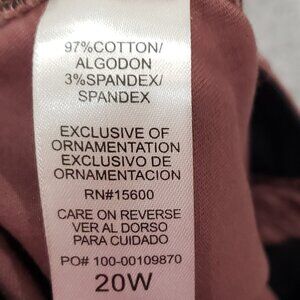 97%COTTON/
ALGODON
3%SPANDEX/
SPANDEX
EXCLUSIVE OF
ORNAMENTATION
EXCLUSIVO DE
ORNAMENTACION
RN#15600
CARE ON REVERSE
VER AL DORSO
PARA CUIDADO
PO# 100-00109870
20W